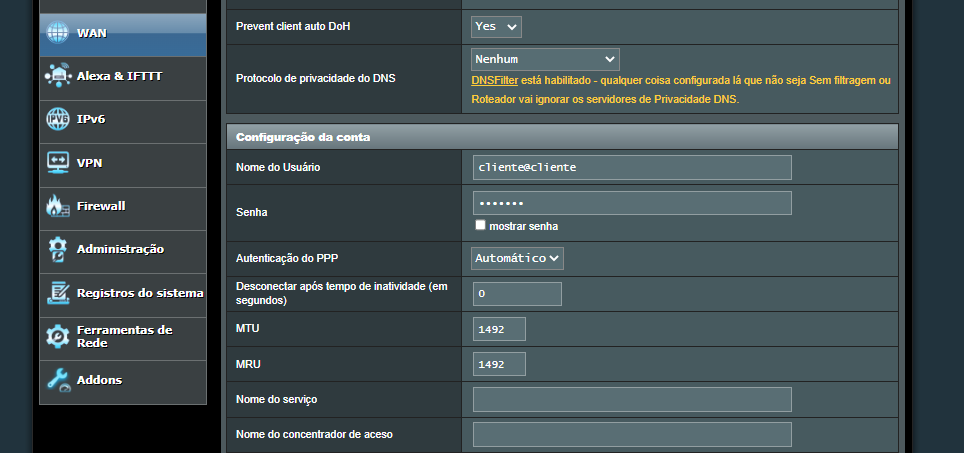 WAN
Alexa & IFTTT
IPv6
VPN
Firewall
Administração
Registros do sistema
Ferramentas de
Rede
Addons
Prevent client auto DoH
Yes
Protocolo de privacidade do DNS
Nenhum
DNSFilter está habilitado - qualquer coisa configurada lá que não seja Sem filtragem ou
Roteador vai ignorar os servidores de Privacidade DNS.
Configuração da conta
Nome do Usuário
cliente@cliente
Senha
•••••••
mostrar senha
Autenticação do PPP
Automático
Desconectar após tempo de inatividade (em
segundos)
0
MTU
1492
MRU
1492
Nome do serviço
Nome do concentrador de aceso